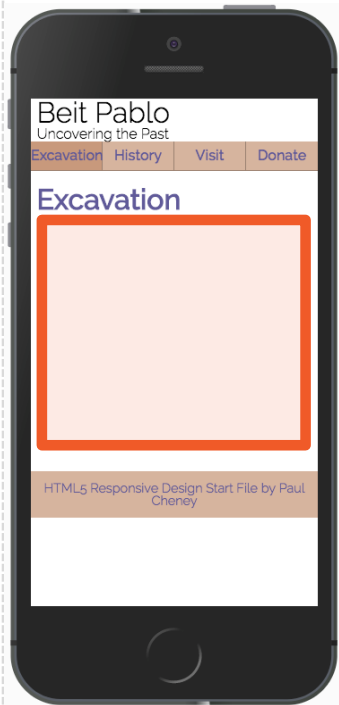 Beit Pablo
Uncovering the Past
Excavation History Visit Donate
Excavation
HTML5 Responsive Design Start File by Paul
Cheney